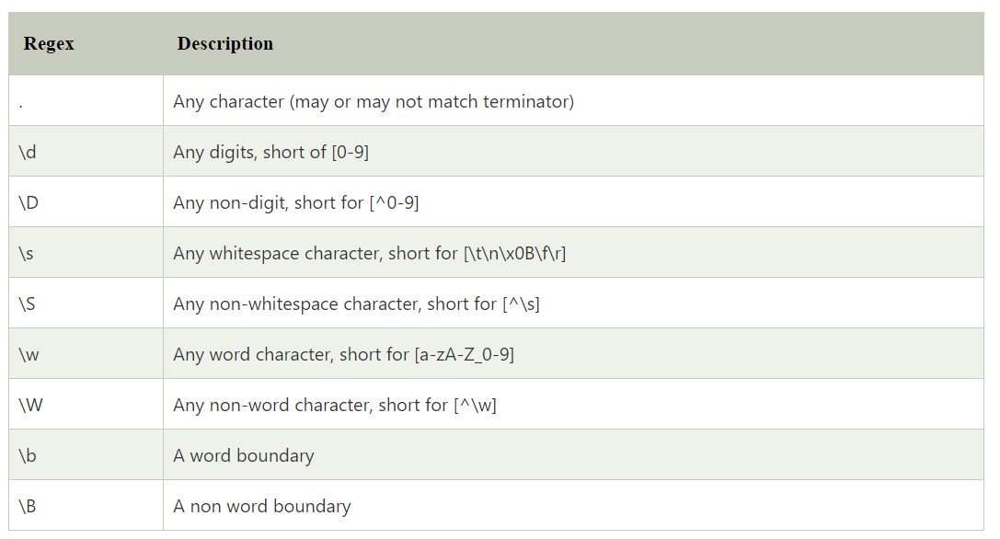 Regex Description
. Any character (may or may not match terminator)
\d Any digits, short of [0-9]
\D Any non-digit, short for [^0-9]
\s Any whitespace character, short for [\t\n\x0B\f\r]
\S Any non-whitespace character, short for [^\s]
\w Any word character, short for [a-zA-Z_0-9]
\W Any non-word character, short for [^\w]
\b A word boundary
\B A non word boundary